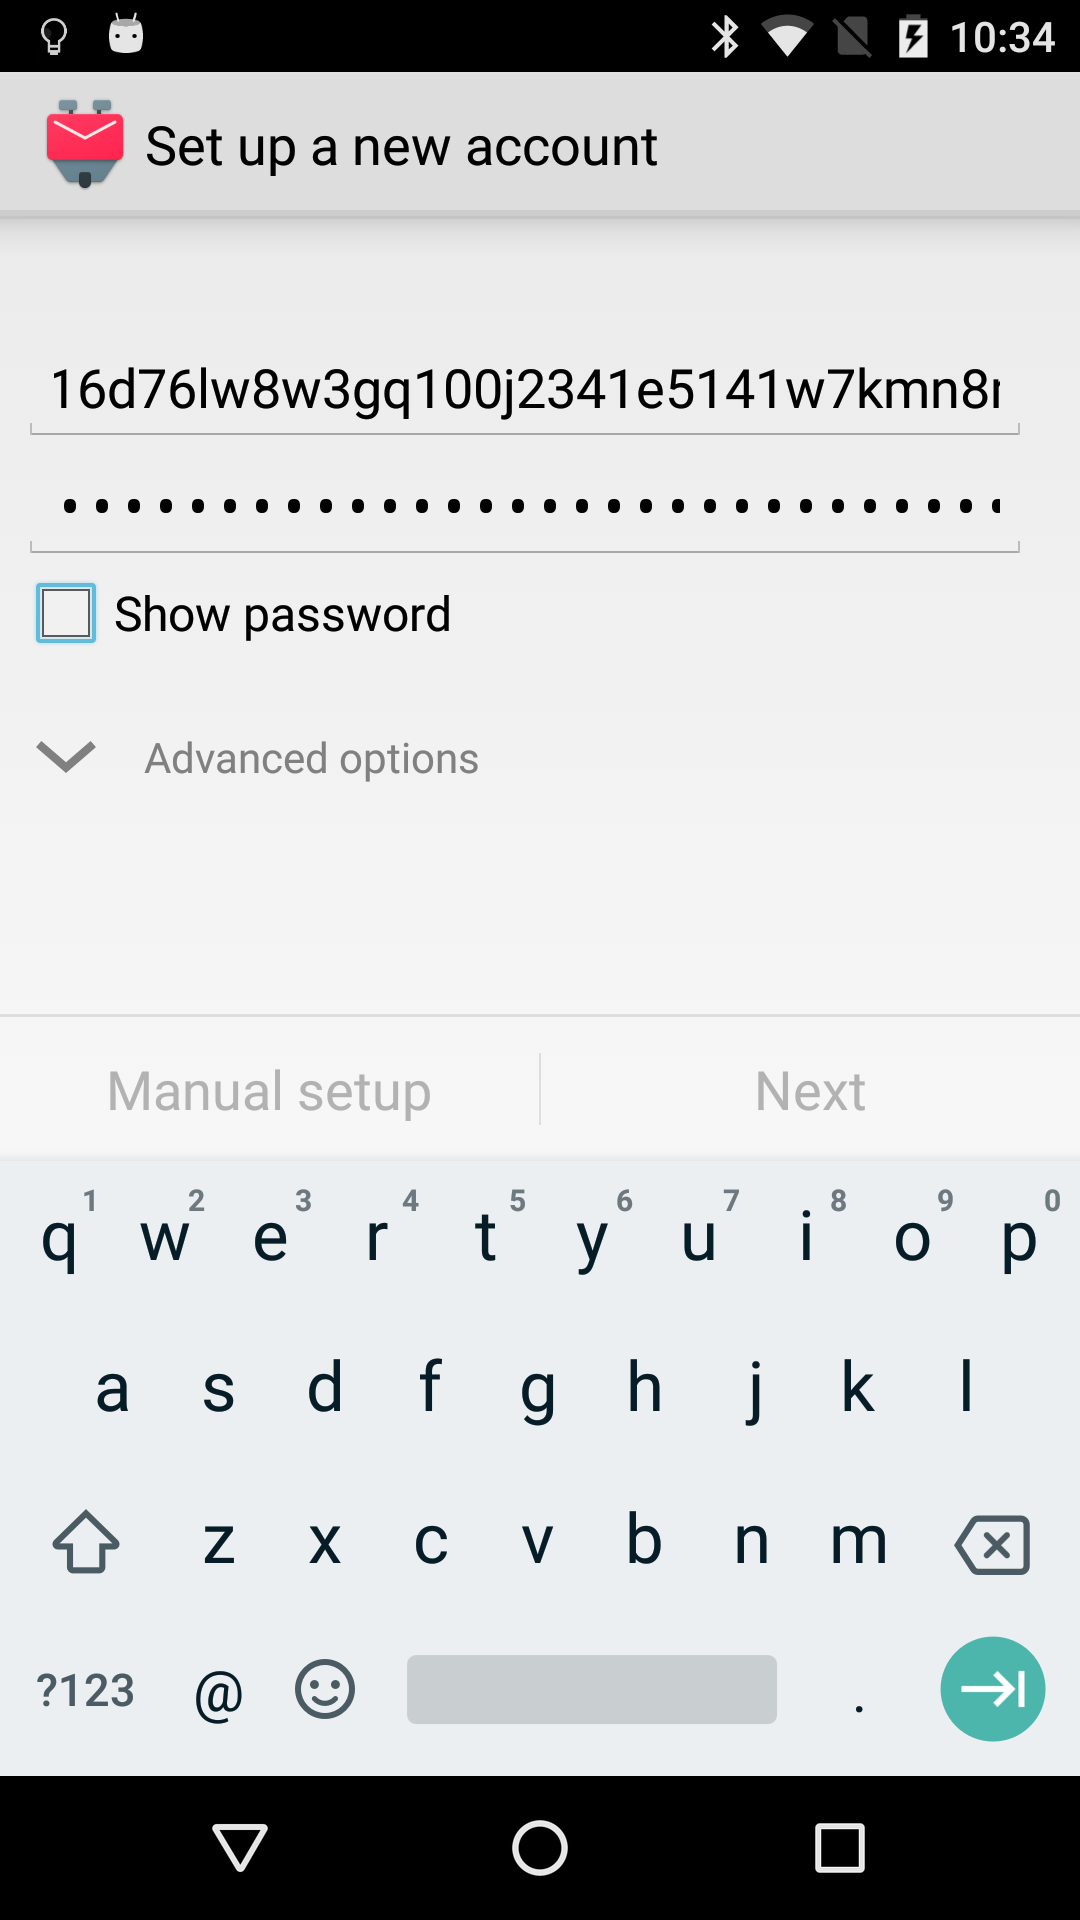 10:34
Set up a new account
16d76lw8w3gq100j2341e5141w7kmn8
Show password
Advanced options
Manual setup
Next
1 2 3 4 5 6 7 8 9 0
q w e r t y u i o p
a s d f g h j k l
z x c v b n m
?123 @ .